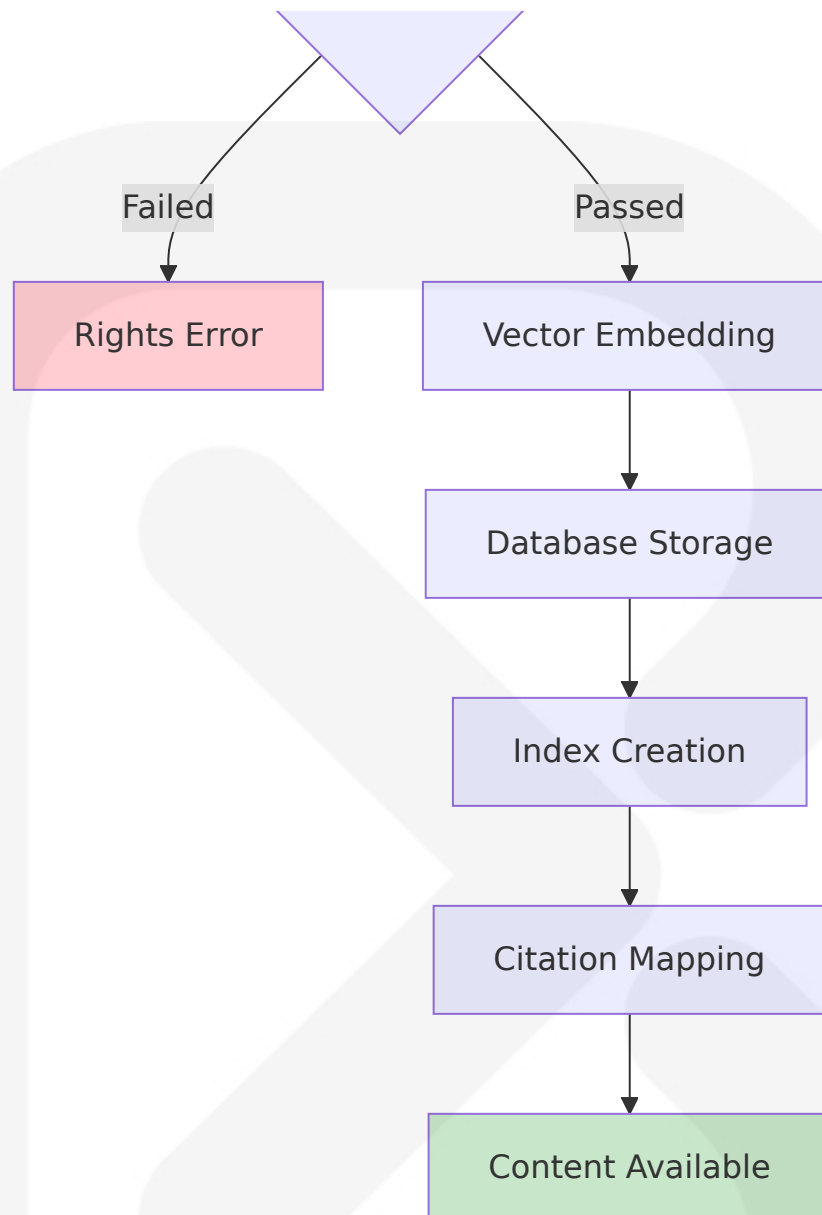 Failed
Passed
Rights Error
Vector Embedding
Database Storage
Index Creation
Citation Mapping
Content Available